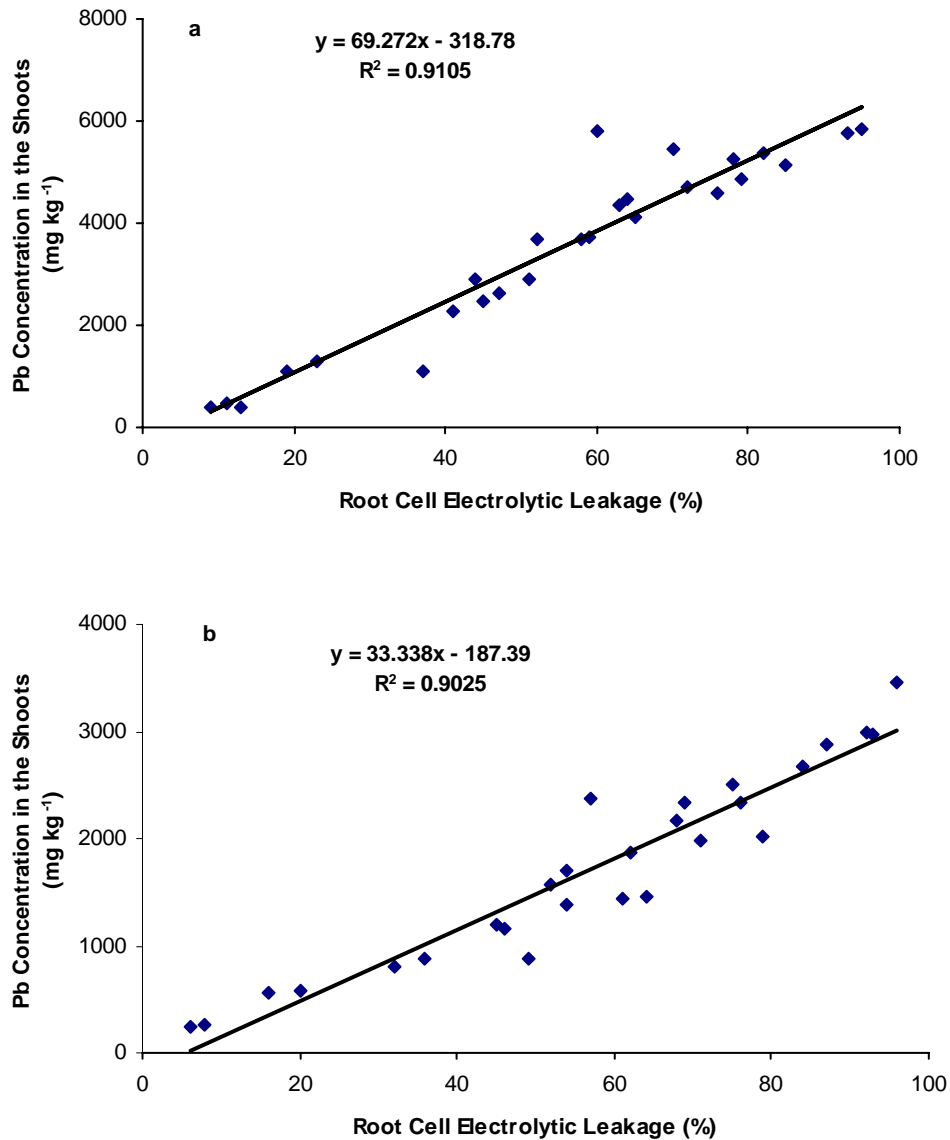 a
y = 69.272x - 318.78
R² = 0.9105
8000
6000
4000
2000
0
Pb Concentration in the Shoots
(mg kg⁻¹)
0 20 40 60 80 100
Root Cell Electrolytic Leakage (%)
b
y = 33.338x - 187.39
R² = 0.9025
4000
3000
2000
1000
0
Pb Concentration in the Shoots
(mg kg⁻¹)
0 20 40 60 80 100
Root Cell Electrolytic Leakage (%)